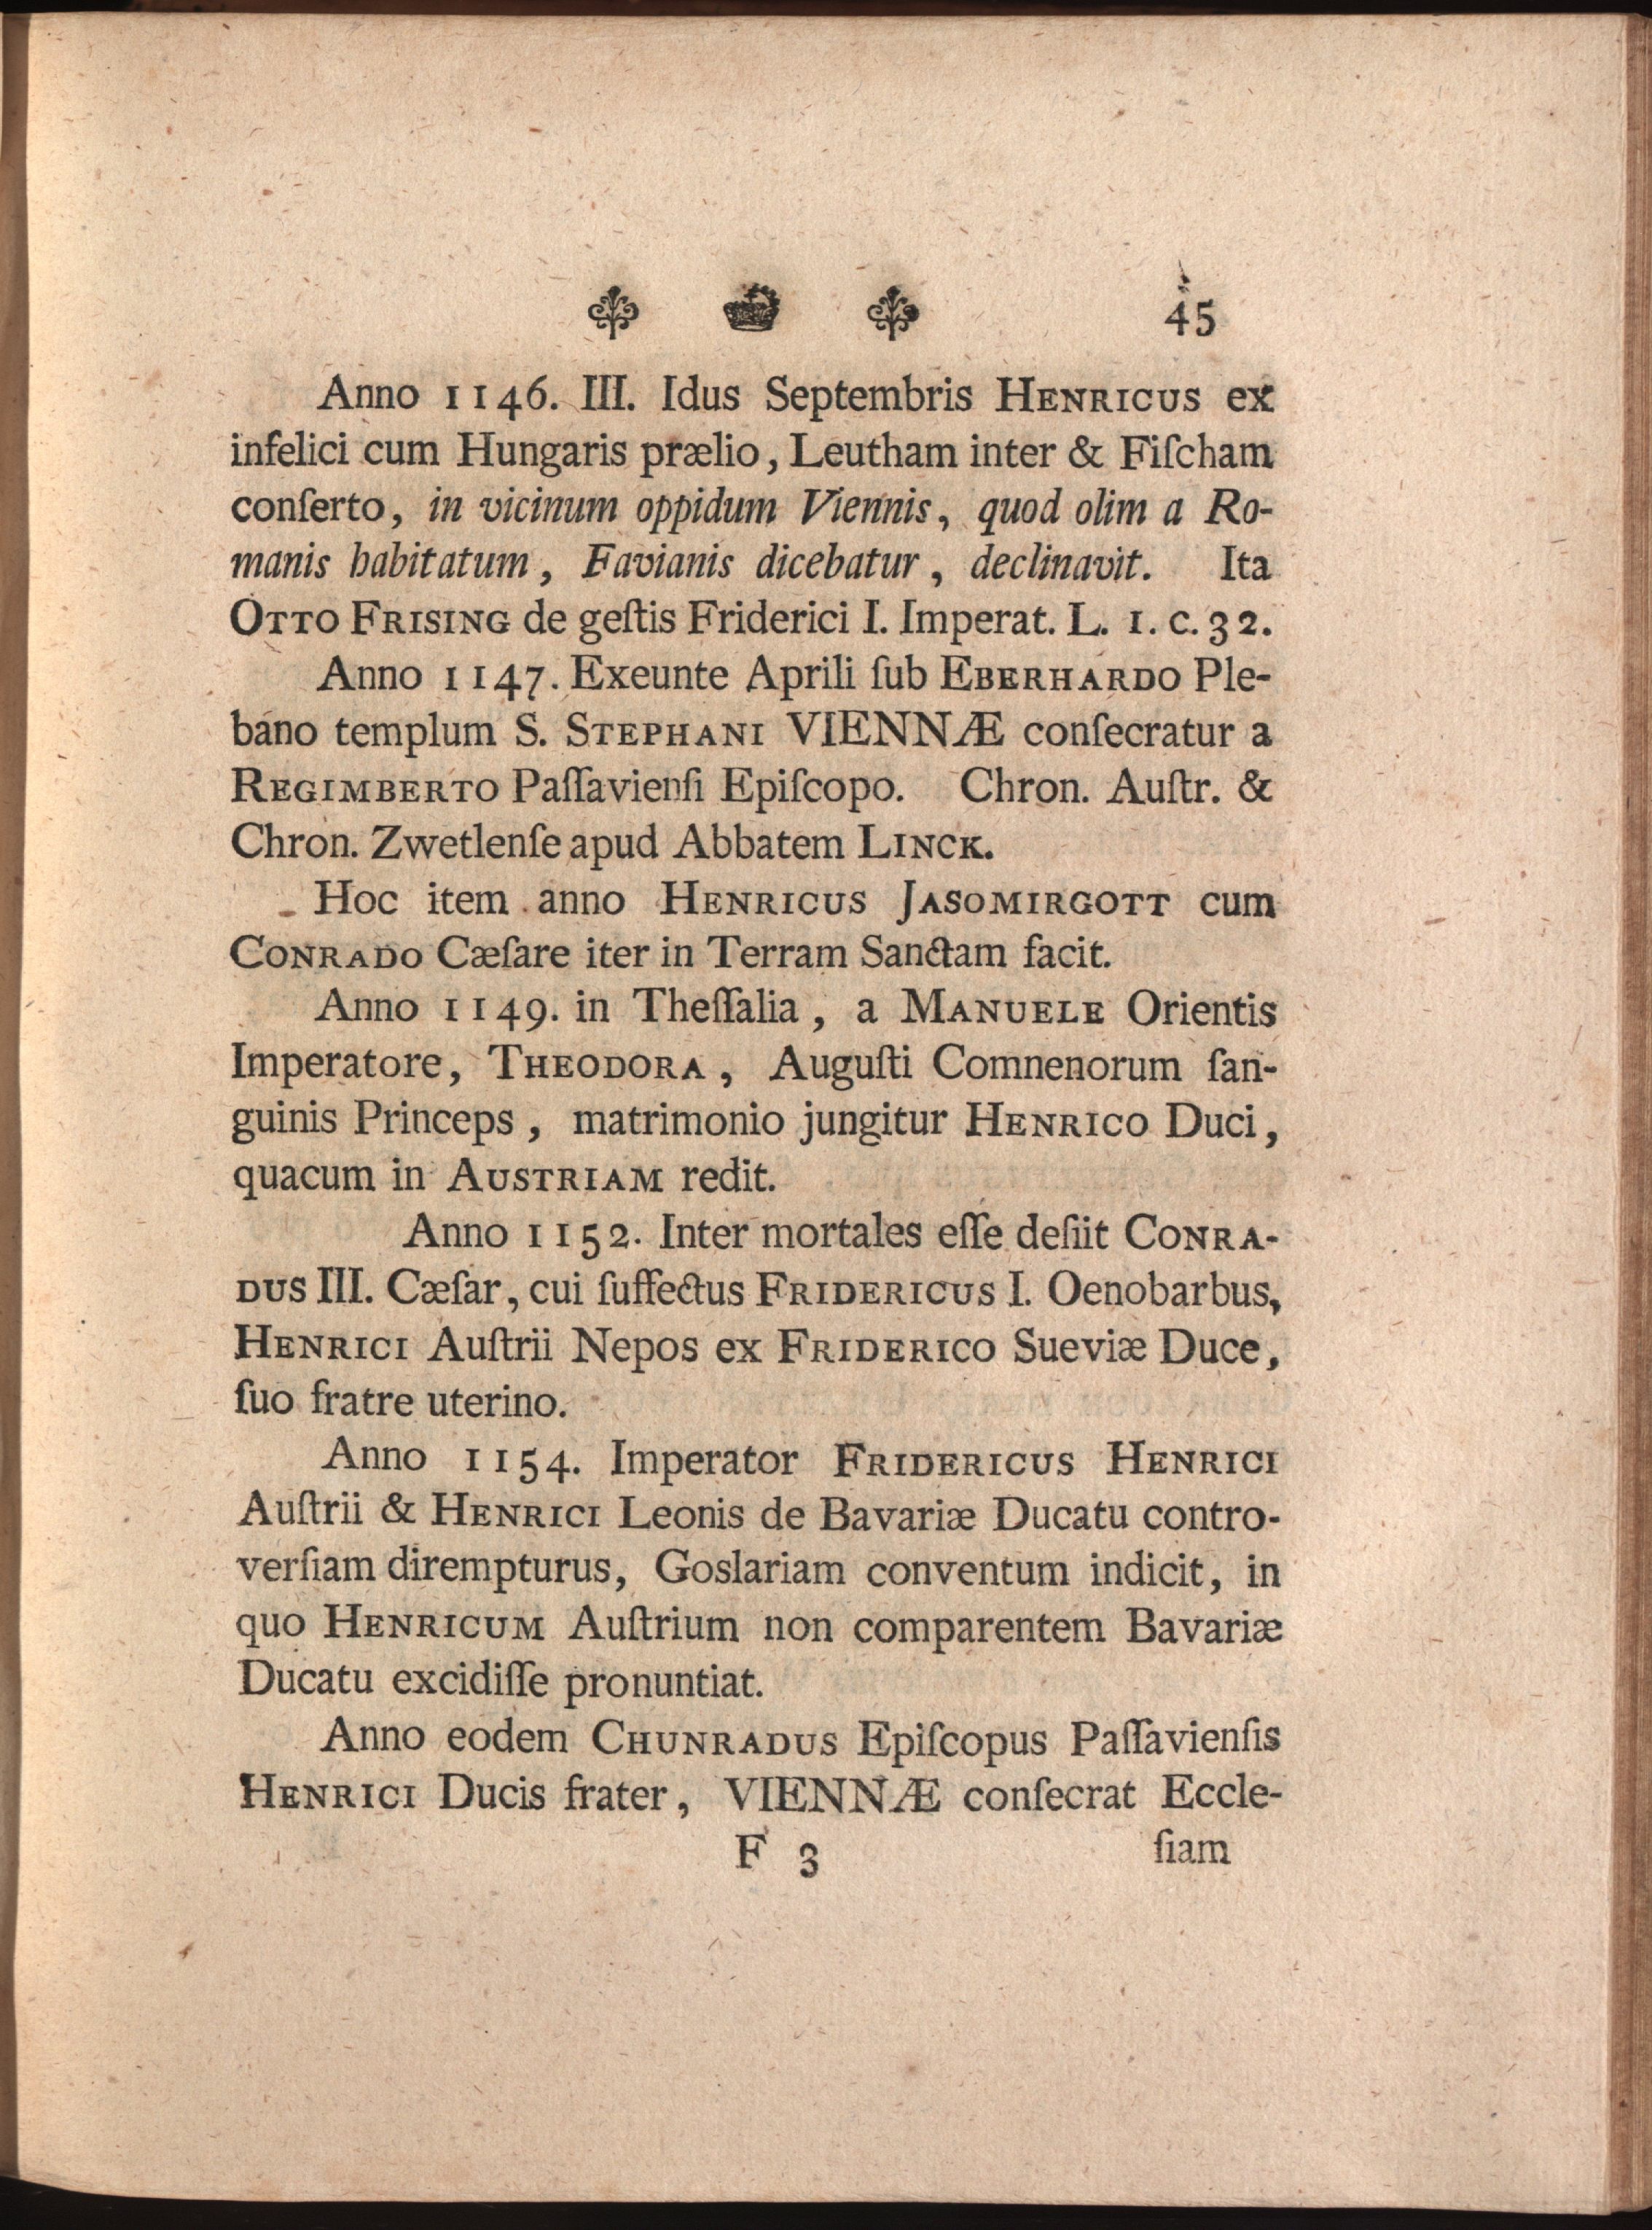 45
Anno 1146. III. Idus Septembris HENRICUS ex
infelici cum Hungaris prælio, Leutham inter & Fiſcham
conſerto, in vicinum oppidum Viennis, quod olim a Ro-
manis habitatum, Favianis dicebatur, declinavit. Ita
OTTO FRISING de geſtis Friderici I. Imperat. L. 1. c. 32.
Anno 1147. Exeunte Aprili ſub EBERHARDO Ple-
bano templum S. STEPHANI VIENNÆ conſecratur a
REGIMBERTO Paſſavienſi Epiſcopo. Chron. Auſtr. &
Chron. Zwetlenſe apud Abbatem LINCK.
Hoc item anno HENRICUS JASOMIRGOTT cum
CONRADO Cæſare iter in Terram Sanctam facit.
Anno 1149. in Theſſalia, a MANUELE Orientis
Imperatore, THEODORA, Auguſti Comnenorum ſan-
guinis Princeps, matrimonio jungitur HENRICO Duci,
quacum in AUSTRIAM redit.
Anno 1152. Inter mortales eſſe deſiit CONRA-
DUS III. Cæſar, cui ſuffectus FRIDERICUS I. Oenobarbus,
HENRICI Auſtrii Nepos ex FRIDERICO Sueviæ Duce,
ſuo fratre uterino.
Anno 1154. Imperator FRIDERICUS HENRICI
Auſtrii & HENRICI Leonis de Bavariæ Ducatu contro-
verſiam dirempturus, Goslariam conventum indicit, in
quo HENRICUM Auſtrium non comparentem Bavariæ
Ducatu excidiſſe pronuntiat.
Anno eodem CHUNRADUS Epiſcopus Paſſavienſis
HENRICI Ducis frater, VIENNÆ conſecrat Eccle-
F 3 ſiam